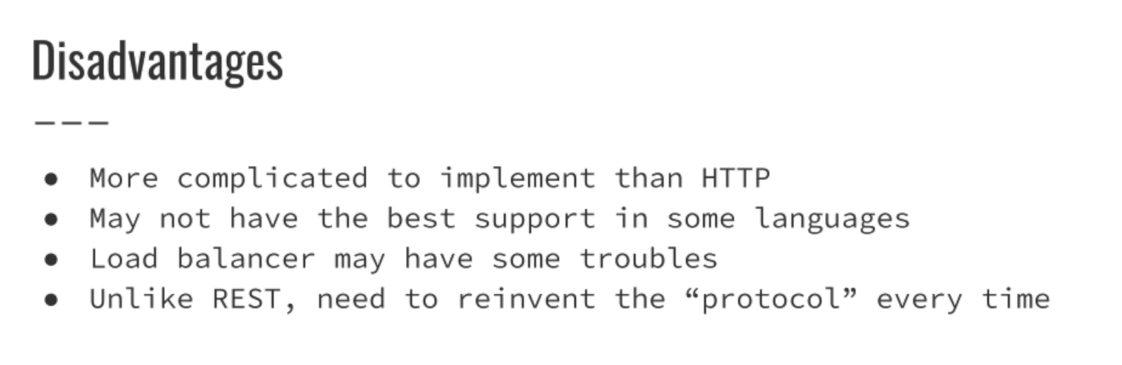 Disadvantages
———
● More complicated to implement than HTTP
● May not have the best support in some languages
● Load balancer may have some troubles
● Unlike REST, need to reinvent the “protocol” every time